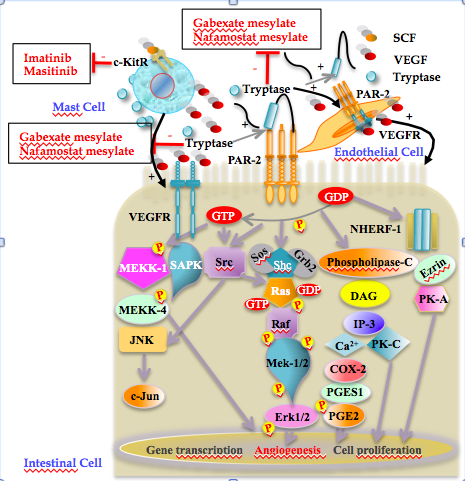 Gabexate mesylate
Nafamostat mesylate
SCF
VEGF
Tryptase
Imatinib
Masitinib
c-KitR
Mast Cell
Tryptase
PAR-2
VEGFR
Endothelial Cell
Gabexate mesylate
Nafamostat mesylate
Tryptase
PAR-2
VEGFR
GTP
GDP
NHERF-1
P
P
MEKK-1
SAPK
Src
Sos
Shc
Grb2
Phospholipase-C
Ezrin
Ras
GTP
GDP
DAG
PK-A
MEKK-4
P
Raf
P
IP-3
JNK
P
P
Ca2+
PK-C
Mek-1/2
COX-2
c-Jun
P
P
PGES1
Erk1/2
P
PGE2
P
Gene transcription Angiogenesis Cell proliferation
Intestinal Cell
+
+
+
+
+
-
-
-